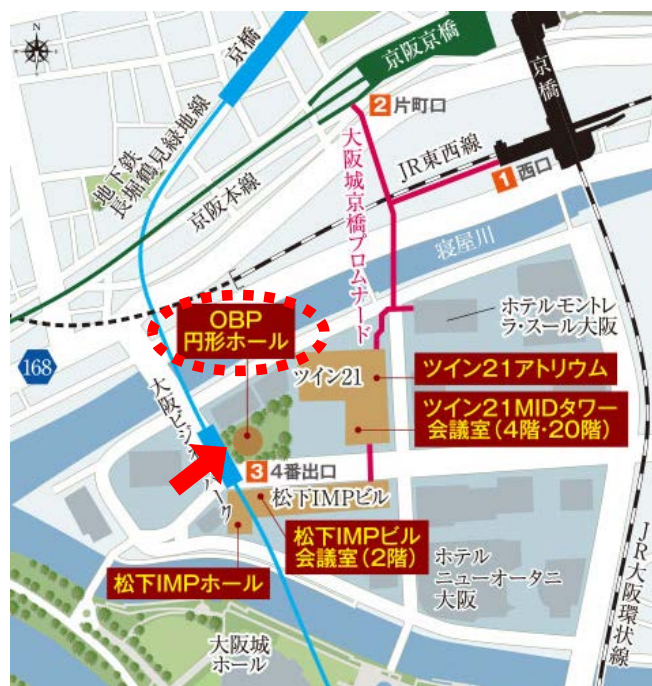 京橋
京阪京橋
2 片町口
京橋
地下鉄
長堀鶴見緑地線
京阪本線
大阪城京橋プロムナード
JR東西線
1 西口
寝屋川
OBP
円形ホール
168
ホテルモントレ
ラ・スール大阪
ツイン21
ツイン21アトリウム
ツイン21MIDタワー
会議室(4階・20階)
大阪ビジネスパーク
3 4番出口
松下IMPビル
松下IMPビル
会議室(2階)
松下IMPホール
ホテル
ニューオータニ
大阪
JR大阪環状線
大阪城
ホール